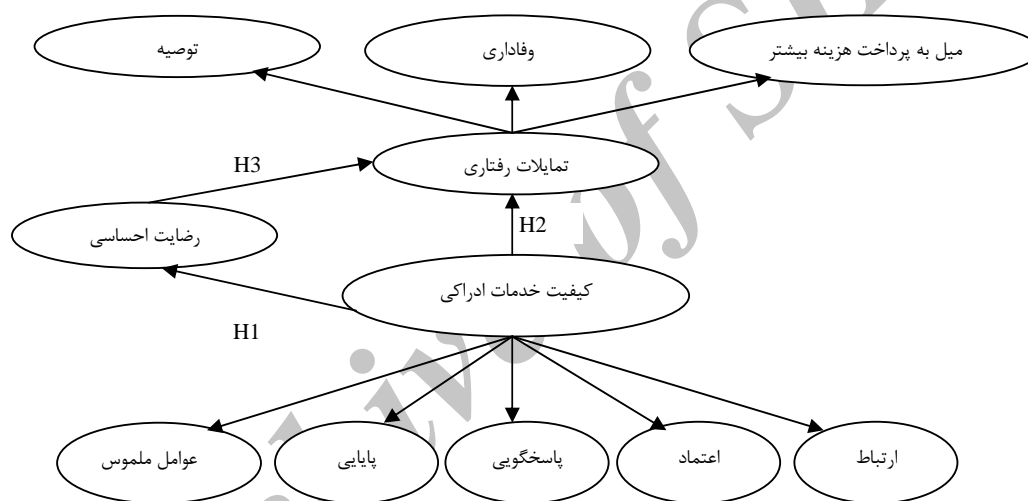 میل به پرداخت هزینه بیشتر
وفاداری
توصیه
تمایلات رفتاری
H3
H2
رضایت احساسی
کیفیت خدمات ادراکی
H1
ارتباط
اعتماد
پاسخگویی
پایایی
عوامل ملموس